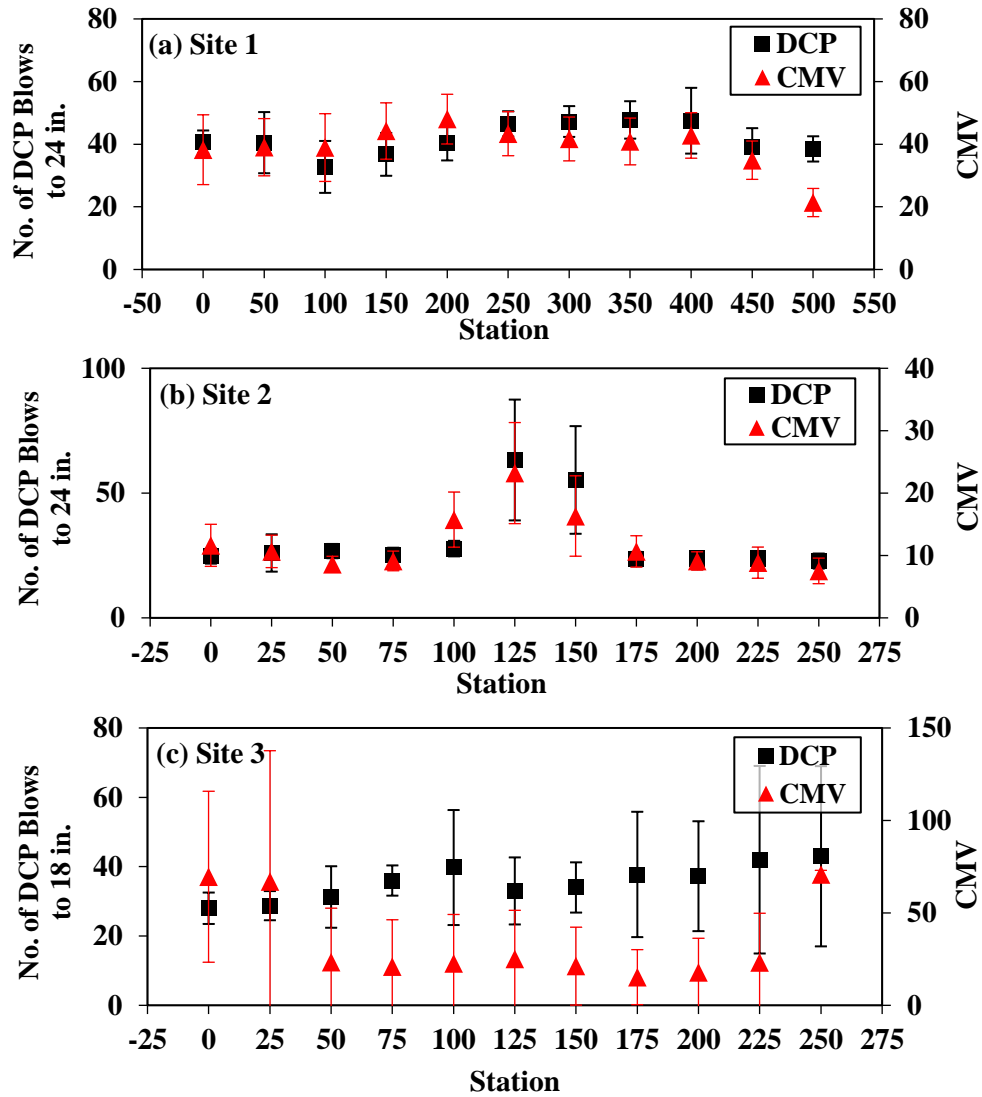 (a) Site 1
DCP
CMV
No. of DCP Blows
to 24 in.
80
60
40
20
0
80
60
40
20
0
CMV
-50 0 50 100 150 200 250 300 350 400 450 500 550
Station
(b) Site 2
DCP
CMV
No. of DCP Blows
to 24 in.
100
50
0
40
30
20
10
0
CMV
-25 0 25 50 75 100 125 150 175 200 225 250 275
Station
(c) Site 3
DCP
CMV
No. of DCP Blows
to 18 in.
80
60
40
20
0
150
100
50
0
CMV
-25 0 25 50 75 100 125 150 175 200 225 250 275
Station